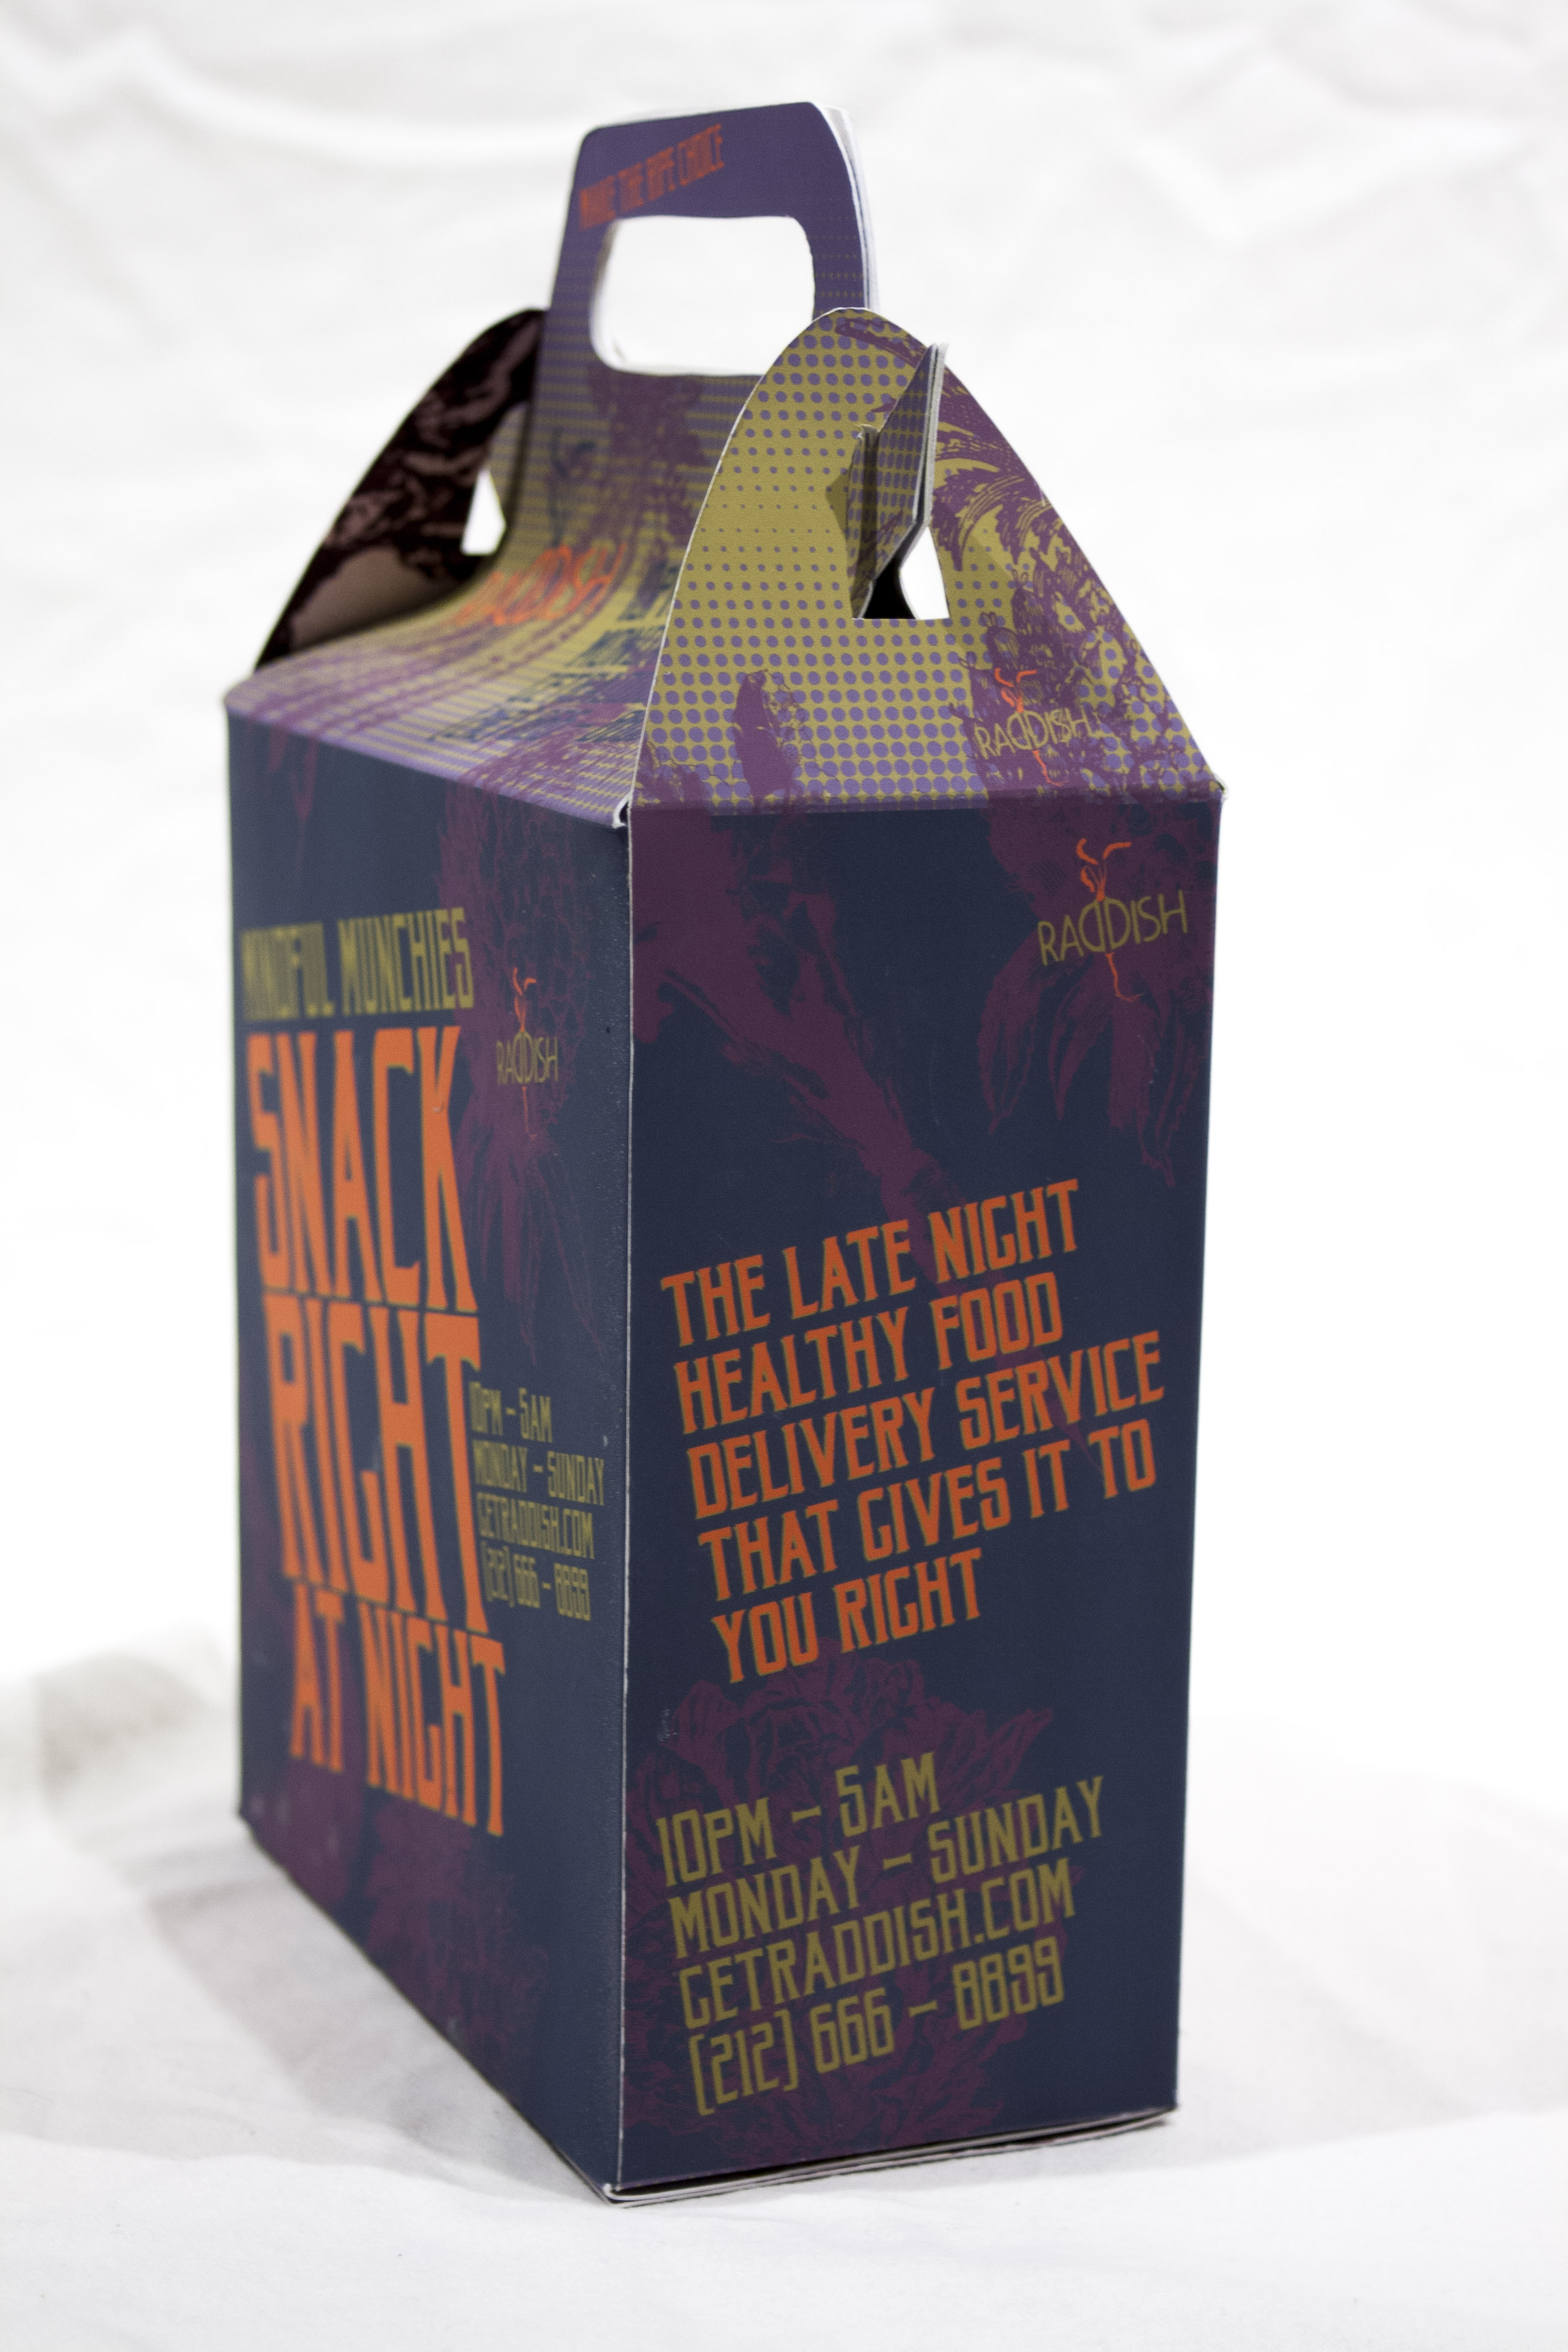 MAKE THE RIPE CHOICE
RADDISH
RADDISH
MINDFUL MUNCHIES
SNACK
RIGHT
AT NIGHT
RADDISH
10PM – 5AM
MONDAY – SUNDAY
GETRADDISH.COM
(212) 666 – 8899
RADDISH
THE LATE NIGHT
HEALTHY FOOD
DELIVERY SERVICE
THAT GIVES IT TO
YOU RIGHT
10PM – 5AM
MONDAY – SUNDAY
GETRADDISH.COM
(212) 666 – 8899